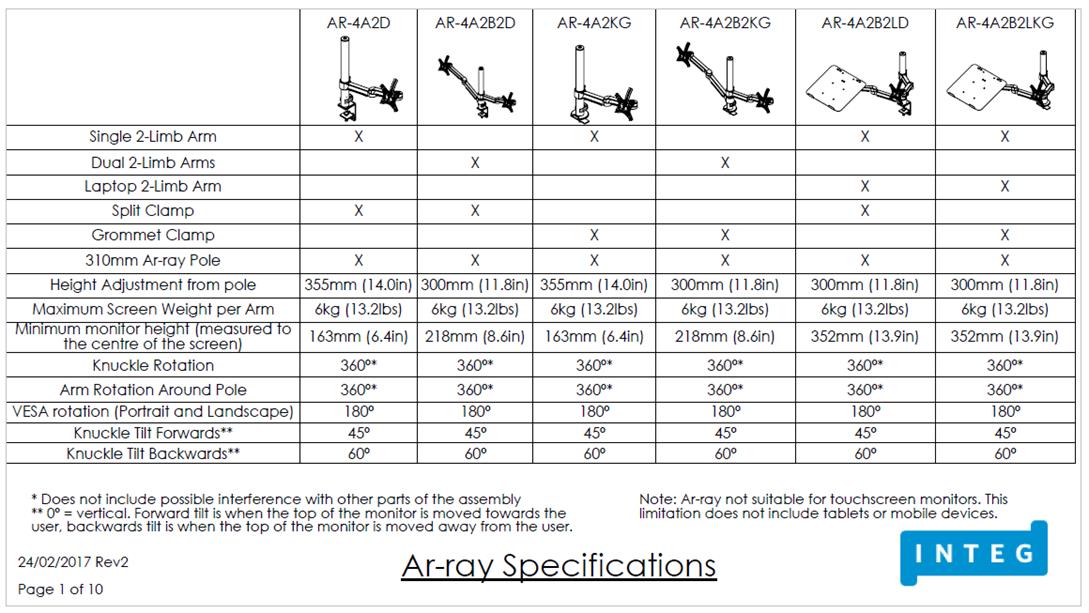 AR-4A2D AR-4A2B2D AR-4A2KG AR-4A2B2KG AR-4A2B2LD AR-4A2B2LKG
Single 2-Limb Arm X X X X
Dual 2-Limb Arms X X
Laptop 2-Limb Arm X X
Split Clamp X X X
Grommet Clamp X X X
310mm Ar-ray Pole X X X X X X
Height Adjustment from pole 355mm (14.0in) 300mm (11.8in) 355mm (14.0in) 300mm (11.8in) 300mm (11.8in) 300mm (11.8in)
Maximum Screen Weight per Arm 6kg (13.2lbs) 6kg (13.2lbs) 6kg (13.2lbs) 6kg (13.2lbs) 6kg (13.2lbs) 6kg (13.2lbs)
Minimum monitor height (measured to
the centre of the screen) 163mm (6.4in) 218mm (8.6in) 163mm (6.4in) 218mm (8.6in) 352mm (13.9in) 352mm (13.9in)
Knuckle Rotation 360º* 360º* 360º* 360º* 360º* 360º*
Arm Rotation Around Pole 360º* 360º* 360º* 360º* 360º* 360º*
VESA rotation (Portrait and Landscape) 180º 180º 180º 180º 180º 180º
Knuckle Tilt Forwards** 45º 45º 45º 45º 45º 45º
Knuckle Tilt Backwards** 60º 60º 60º 60º 60º 60º
* Does not include possible interference with other parts of the assembly
** 0º = vertical. Forward tilt is when the top of the monitor is moved towards the
user, backwards tilt is when the top of the monitor is moved away from the user.
Note: Ar-ray not suitable for touchscreen monitors. This
limitation does not include tablets or mobile devices.
24/02/2017 Rev2
Page 1 of 10
Ar-ray Specifications
INTEG